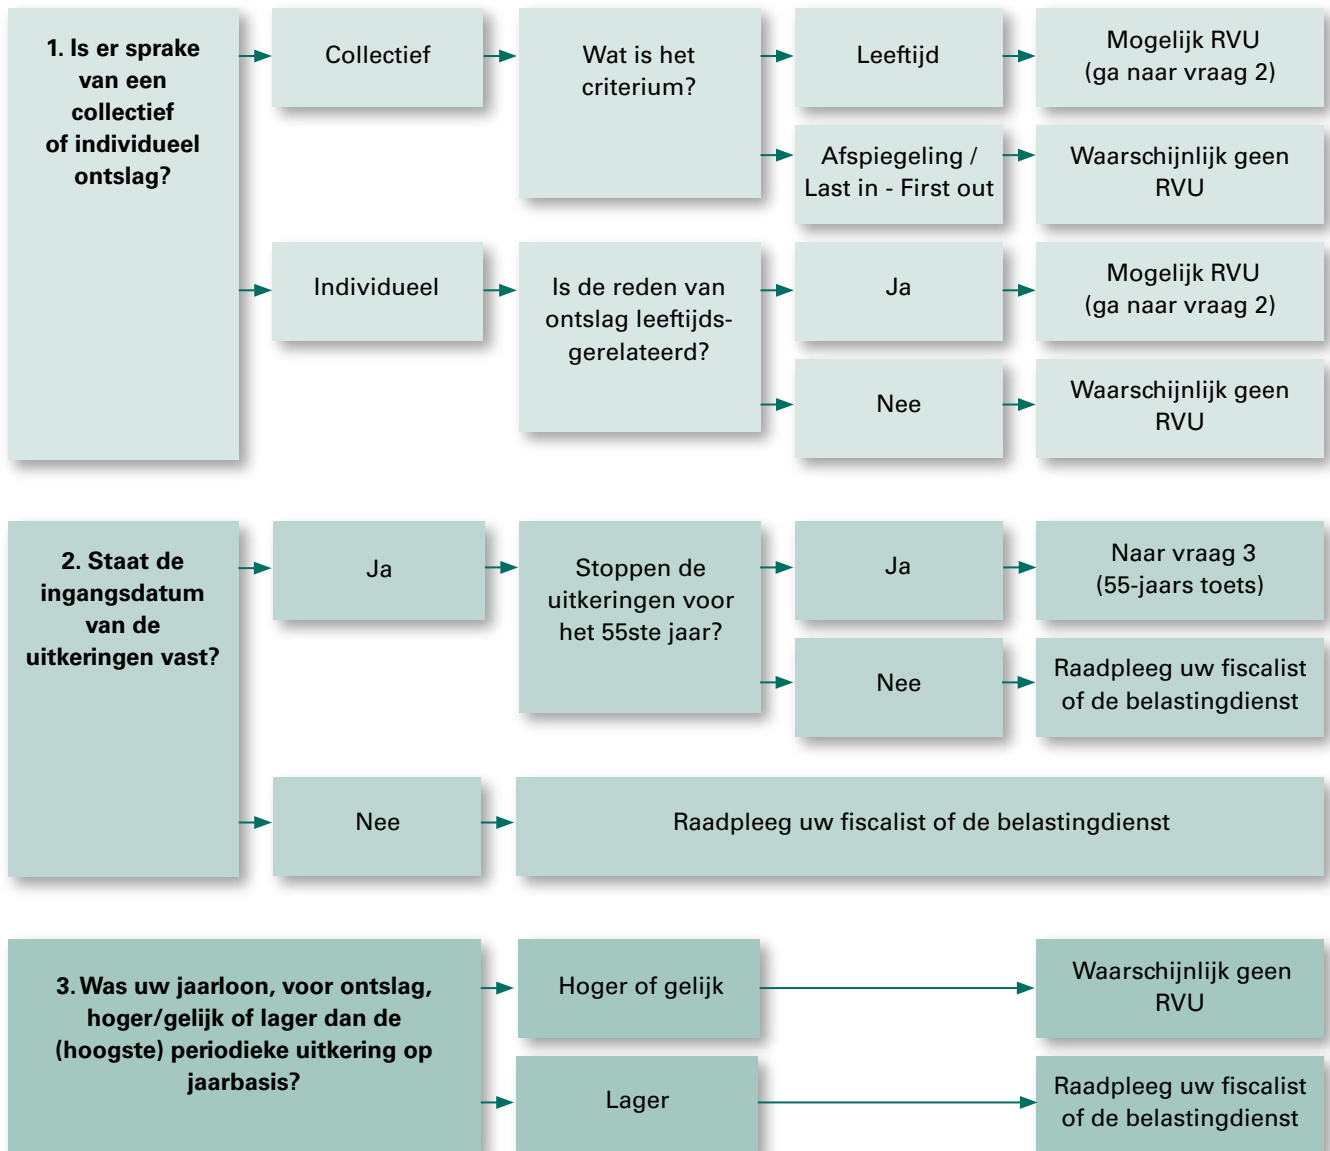 1. Is er sprake
van een
collectief
of individueel
ontslag?
Collectief
Wat is het
criterium?
Leeftijd
Mogelijk RVU
(ga naar vraag 2)
Afspiegeling /
Last in - First out
Waarschijnlijk geen
RVU
Individueel
Is de reden van
ontslag leeftijds-
gerelateerd?
Ja
Mogelijk RVU
(ga naar vraag 2)
Nee
Waarschijnlijk geen
RVU
2. Staat de
ingangsdatum
van de
uitkeringen vast?
Ja
Stoppen de
uitkeringen voor
het 55ste jaar?
Ja
Naar vraag 3
(55-jaars toets)
Nee
Raadpleeg uw fiscalist
of de belastingdienst
Nee
Raadpleeg uw fiscalist of de belastingdienst
3. Was uw jaarloon, voor ontslag,
hoger/gelijk of lager dan de
(hoogste) periodieke uitkering op
jaarbasis?
Hoger of gelijk
Waarschijnlijk geen
RVU
Lager
Raadpleeg uw fiscalist
of de belastingdienst